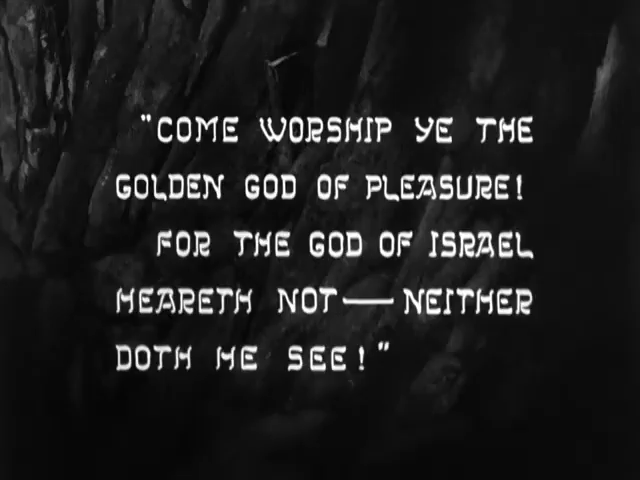 "COME WORSHIP YE THE
GOLDEN GOD OF PLEASURE!
FOR THE GOD OF ISRAEL
HEARETH NOT—NEITHER
DOTH HE SEE!"